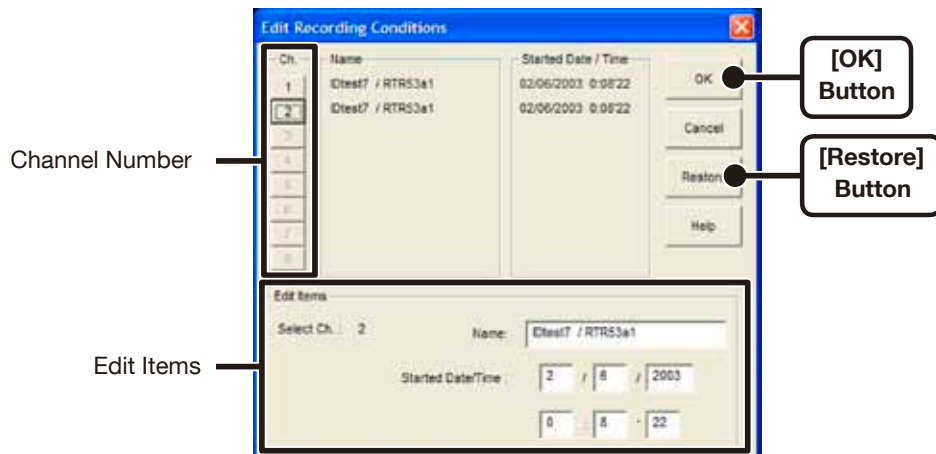 Edit Recording Conditions
Ch. Name Started Date / Time
1 IDtest7 / RTR53a1 02/06/2003 0:08'22
2 IDtest7 / RTR53a1 02/06/2003 0:08'22
3
4
5
6
7
8
OK
Cancel
Restore
Help
[OK]
Button
[Restore]
Button
Channel Number
Edit Items
Edit Items
Select Ch. : 2 Name: IDtest7 / RTR53a1
Started Date/Time : 2 / 6 / 2003
0 : 8 ' 22